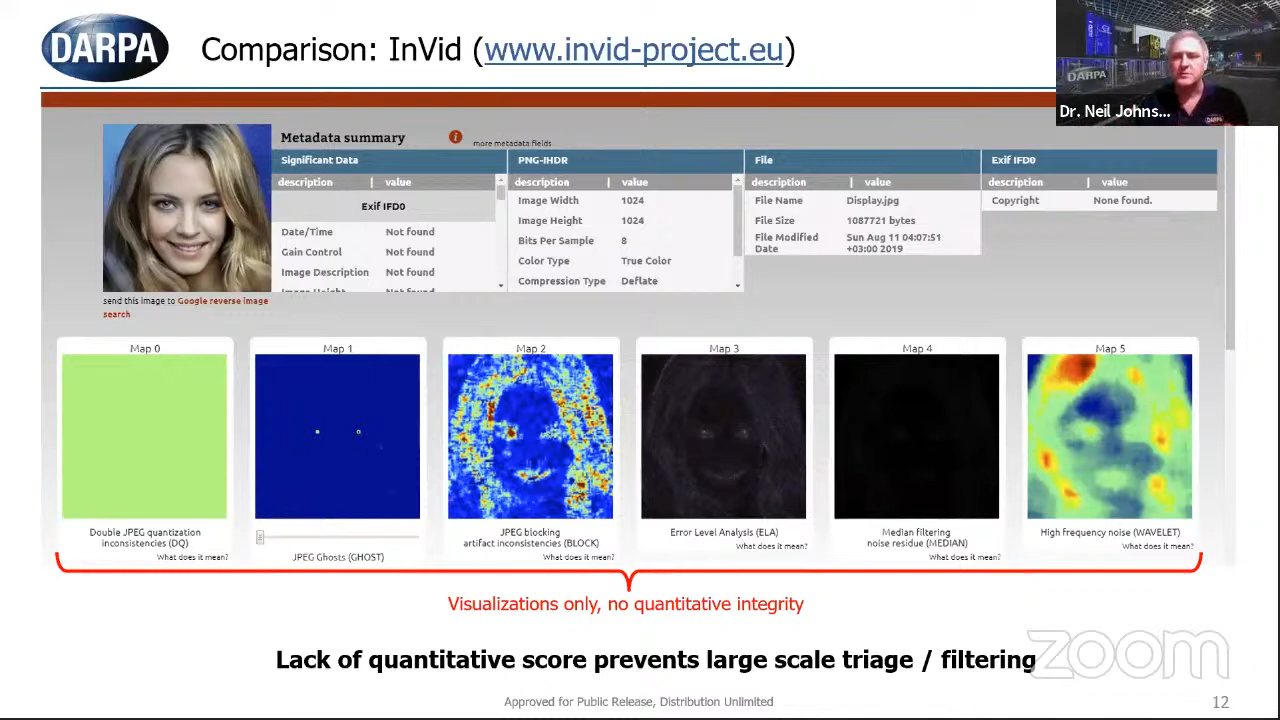 DARPA
Comparison: InVid (www.invid-project.eu)
DARPA
Dr. Neil Johns...
DARPA
Metadata summary
i
more metadata fields
Significant Data
description | value
Exif IFD0
Date/Time Not found
Gain Control Not found
Image Description Not found
Image Height Not found
PNG-IHDR
description | value
Image Width 1024
Image Height 1024
Bits Per Sample 8
Color Type True Color
Compression Type Deflate
File
description | value
File Name Display.jpg
File Size 1087721 bytes
File Modified Sun Aug 11 04:07:51
Date +03:00 2019
Exif IFD0
description | value
Copyright None found.
send this image to Google reverse image
search
Map 0
Double JPEG quantization
inconsistencies (DQ)
What does it mean?
Map 1
JPEG Ghosts (GHOST)
Map 2
JPEG blocking
artifact inconsistencies (BLOCK)
What does it mean?
Map 3
Error Level Analysis (ELA)
What does it mean?
Map 4
Median filtering
noise residue (MEDIAN)
What does it mean?
Map 5
High frequency noise (WAVELET)
What does it mean?
Visualizations only, no quantitative integrity
Lack of quantitative score prevents large scale triage / filtering
zoom
Approved for Public Release, Distribution Unlimited
12